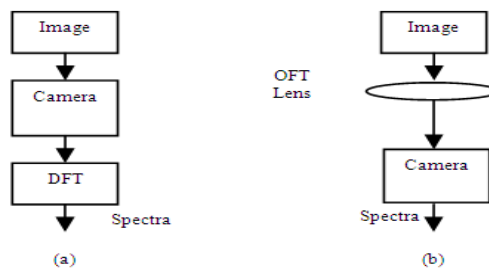 Image
Camera
DFT
Spectra
(a)
Image
OFT
Lens
Camera
Spectra
(b)